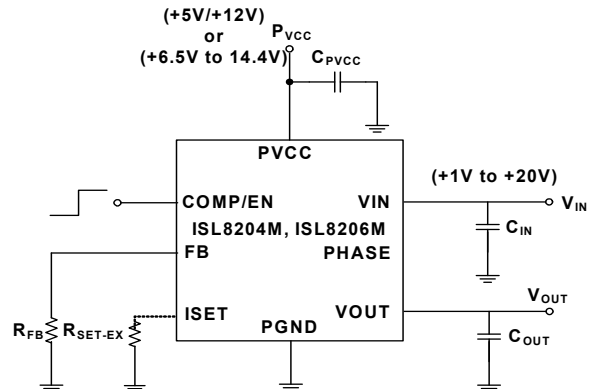 (+5V/+12V)
or
(+6.5V to 14.4V)
PVCC
CPVCC
PVCC
COMP/EN
VIN
(+1V to +20V)
VIN
ISL8204M, ISL8206M
CIN
FB
PHASE
ISET
VOUT
VOUT
RFB
RSET-EX
PGND
COUT